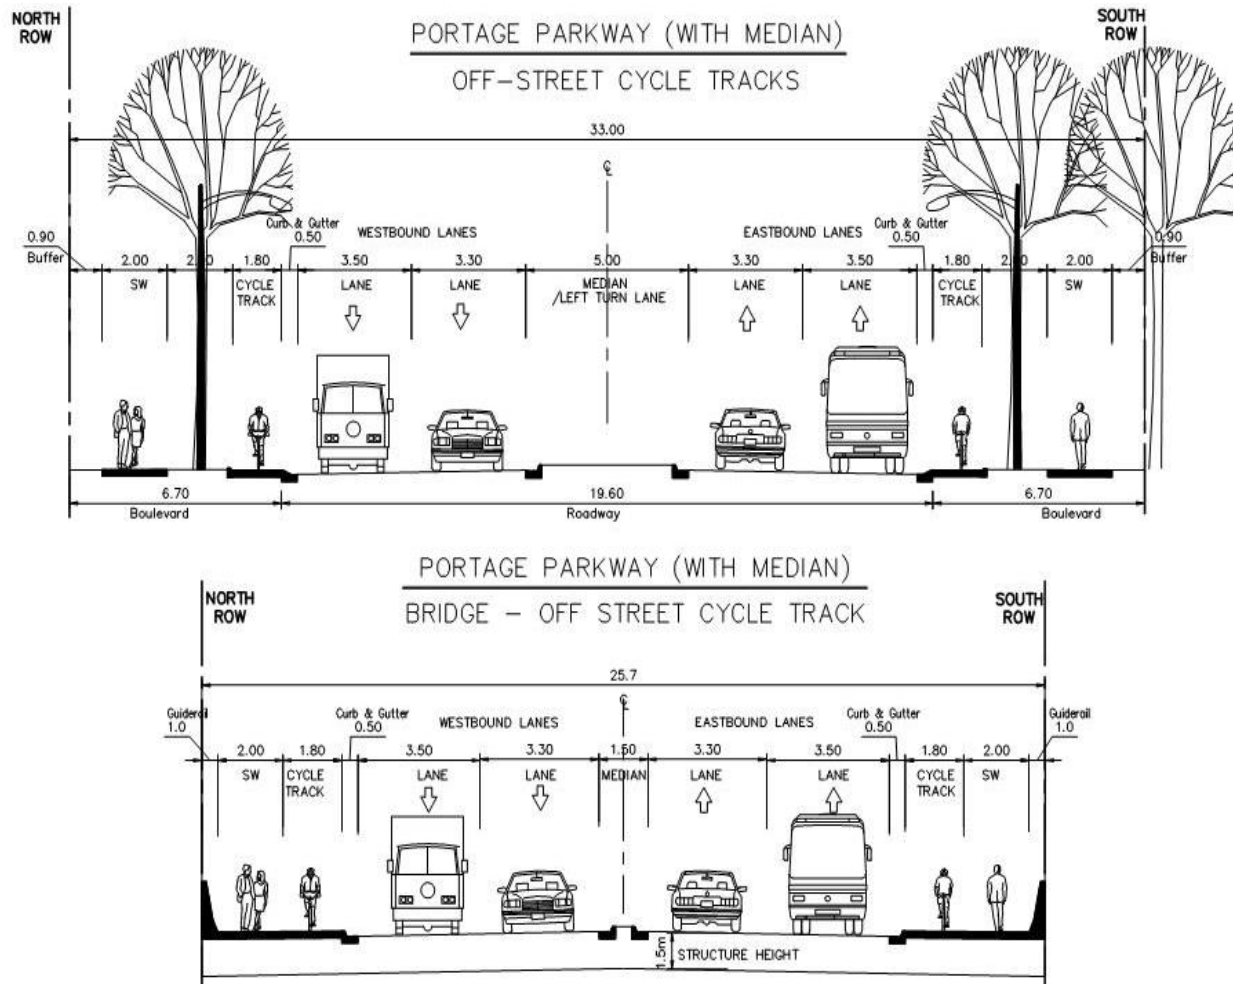 NORTH
ROW
SOUTH
ROW
PORTAGE PARKWAY (WITH MEDIAN)
OFF-STREET CYCLE TRACKS
33.00
℄
Curb & Gutter
0.50
WESTBOUND LANES
EASTBOUND LANES
Curb & Gutter
0.50
0.90
Buffer
0.90
Buffer
2.00 1.80 3.50 3.30 5.00 3.30 3.50 1.80 2.00
SW CYCLE TRACK LANE LANE MEDIAN /LEFT TURN LANE LANE LANE CYCLE TRACK SW
6.70 19.60 6.70
Boulevard Roadway Boulevard
PORTAGE PARKWAY (WITH MEDIAN)
BRIDGE - OFF STREET CYCLE TRACK
NORTH
ROW
SOUTH
ROW
25.7
℄
Guiderail
1.0
Curb & Gutter
0.50
WESTBOUND LANES
EASTBOUND LANES
Curb & Gutter
0.50
Guiderail
1.0
2.00 1.80 3.50 3.30 3.30 3.50 1.80 2.00
SW CYCLE TRACK LANE LANE MEDIAN LANE LANE CYCLE TRACK SW
1.5m
STRUCTURE HEIGHT